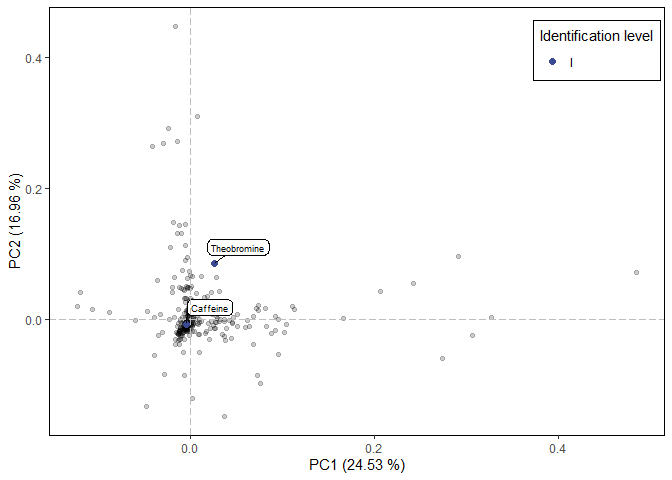 Identification level
I
0.4
0.2
0.0
PC2 (16.96 %)
Theobromine
Caffeine
0.0
0.2
0.4
PC1 (24.53 %)